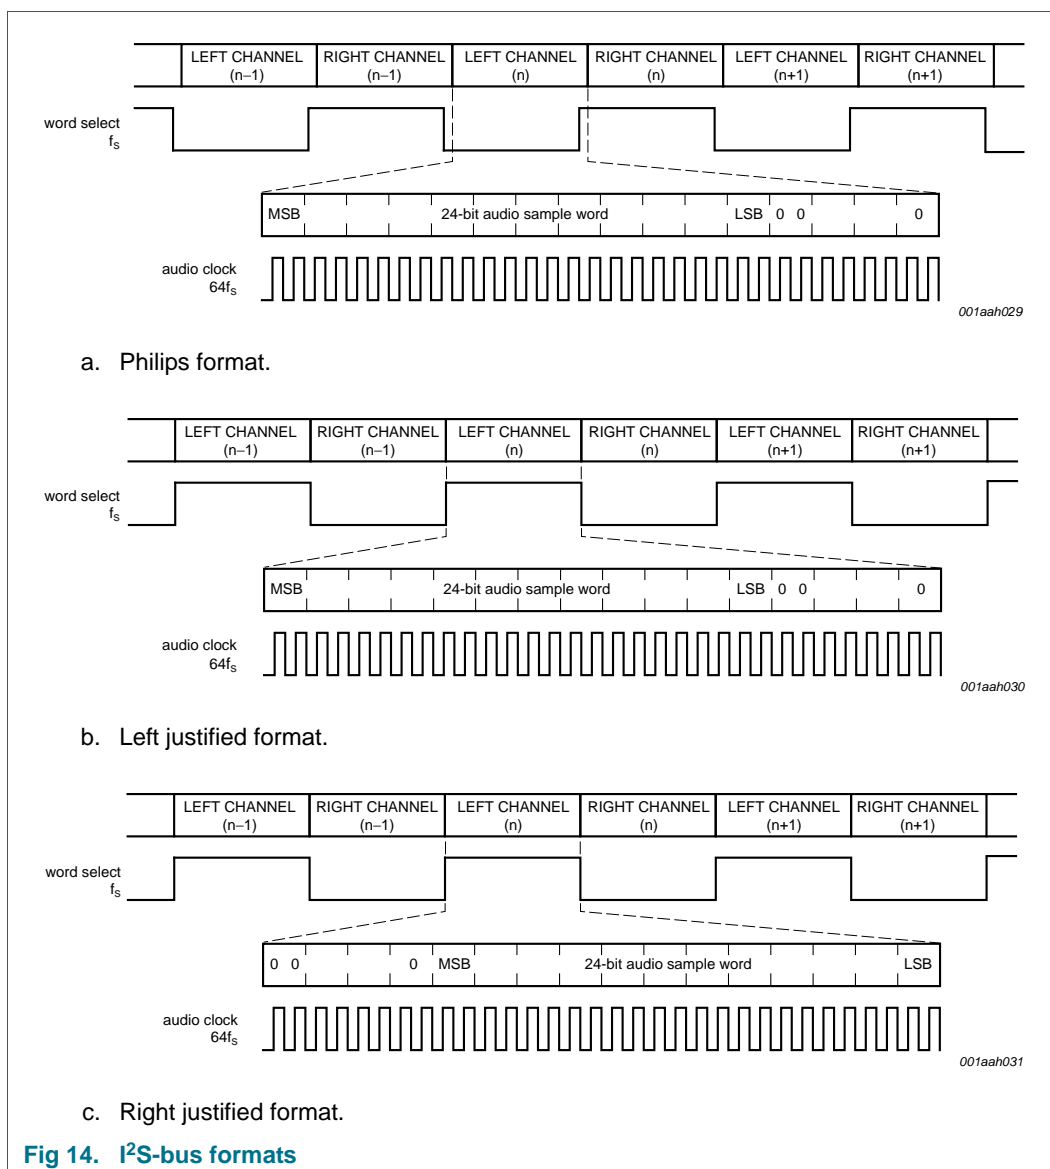 LEFT CHANNEL RIGHT CHANNEL LEFT CHANNEL RIGHT CHANNEL LEFT CHANNEL RIGHT CHANNEL
(n−1) (n−1) (n) (n) (n+1) (n+1)
word select
fS
MSB 24-bit audio sample word LSB 0 0 0
audio clock
64fS
001aah029
a. Philips format.
LEFT CHANNEL RIGHT CHANNEL LEFT CHANNEL RIGHT CHANNEL LEFT CHANNEL RIGHT CHANNEL
(n−1) (n−1) (n) (n) (n+1) (n+1)
word select
fS
MSB 24-bit audio sample word LSB 0 0 0
audio clock
64fS
001aah030
b. Left justified format.
LEFT CHANNEL RIGHT CHANNEL LEFT CHANNEL RIGHT CHANNEL LEFT CHANNEL RIGHT CHANNEL
(n−1) (n−1) (n) (n) (n+1) (n+1)
word select
fS
0 0 0 MSB 24-bit audio sample word LSB
audio clock
64fS
001aah031
c. Right justified format.
Fig 14. I²S-bus formats